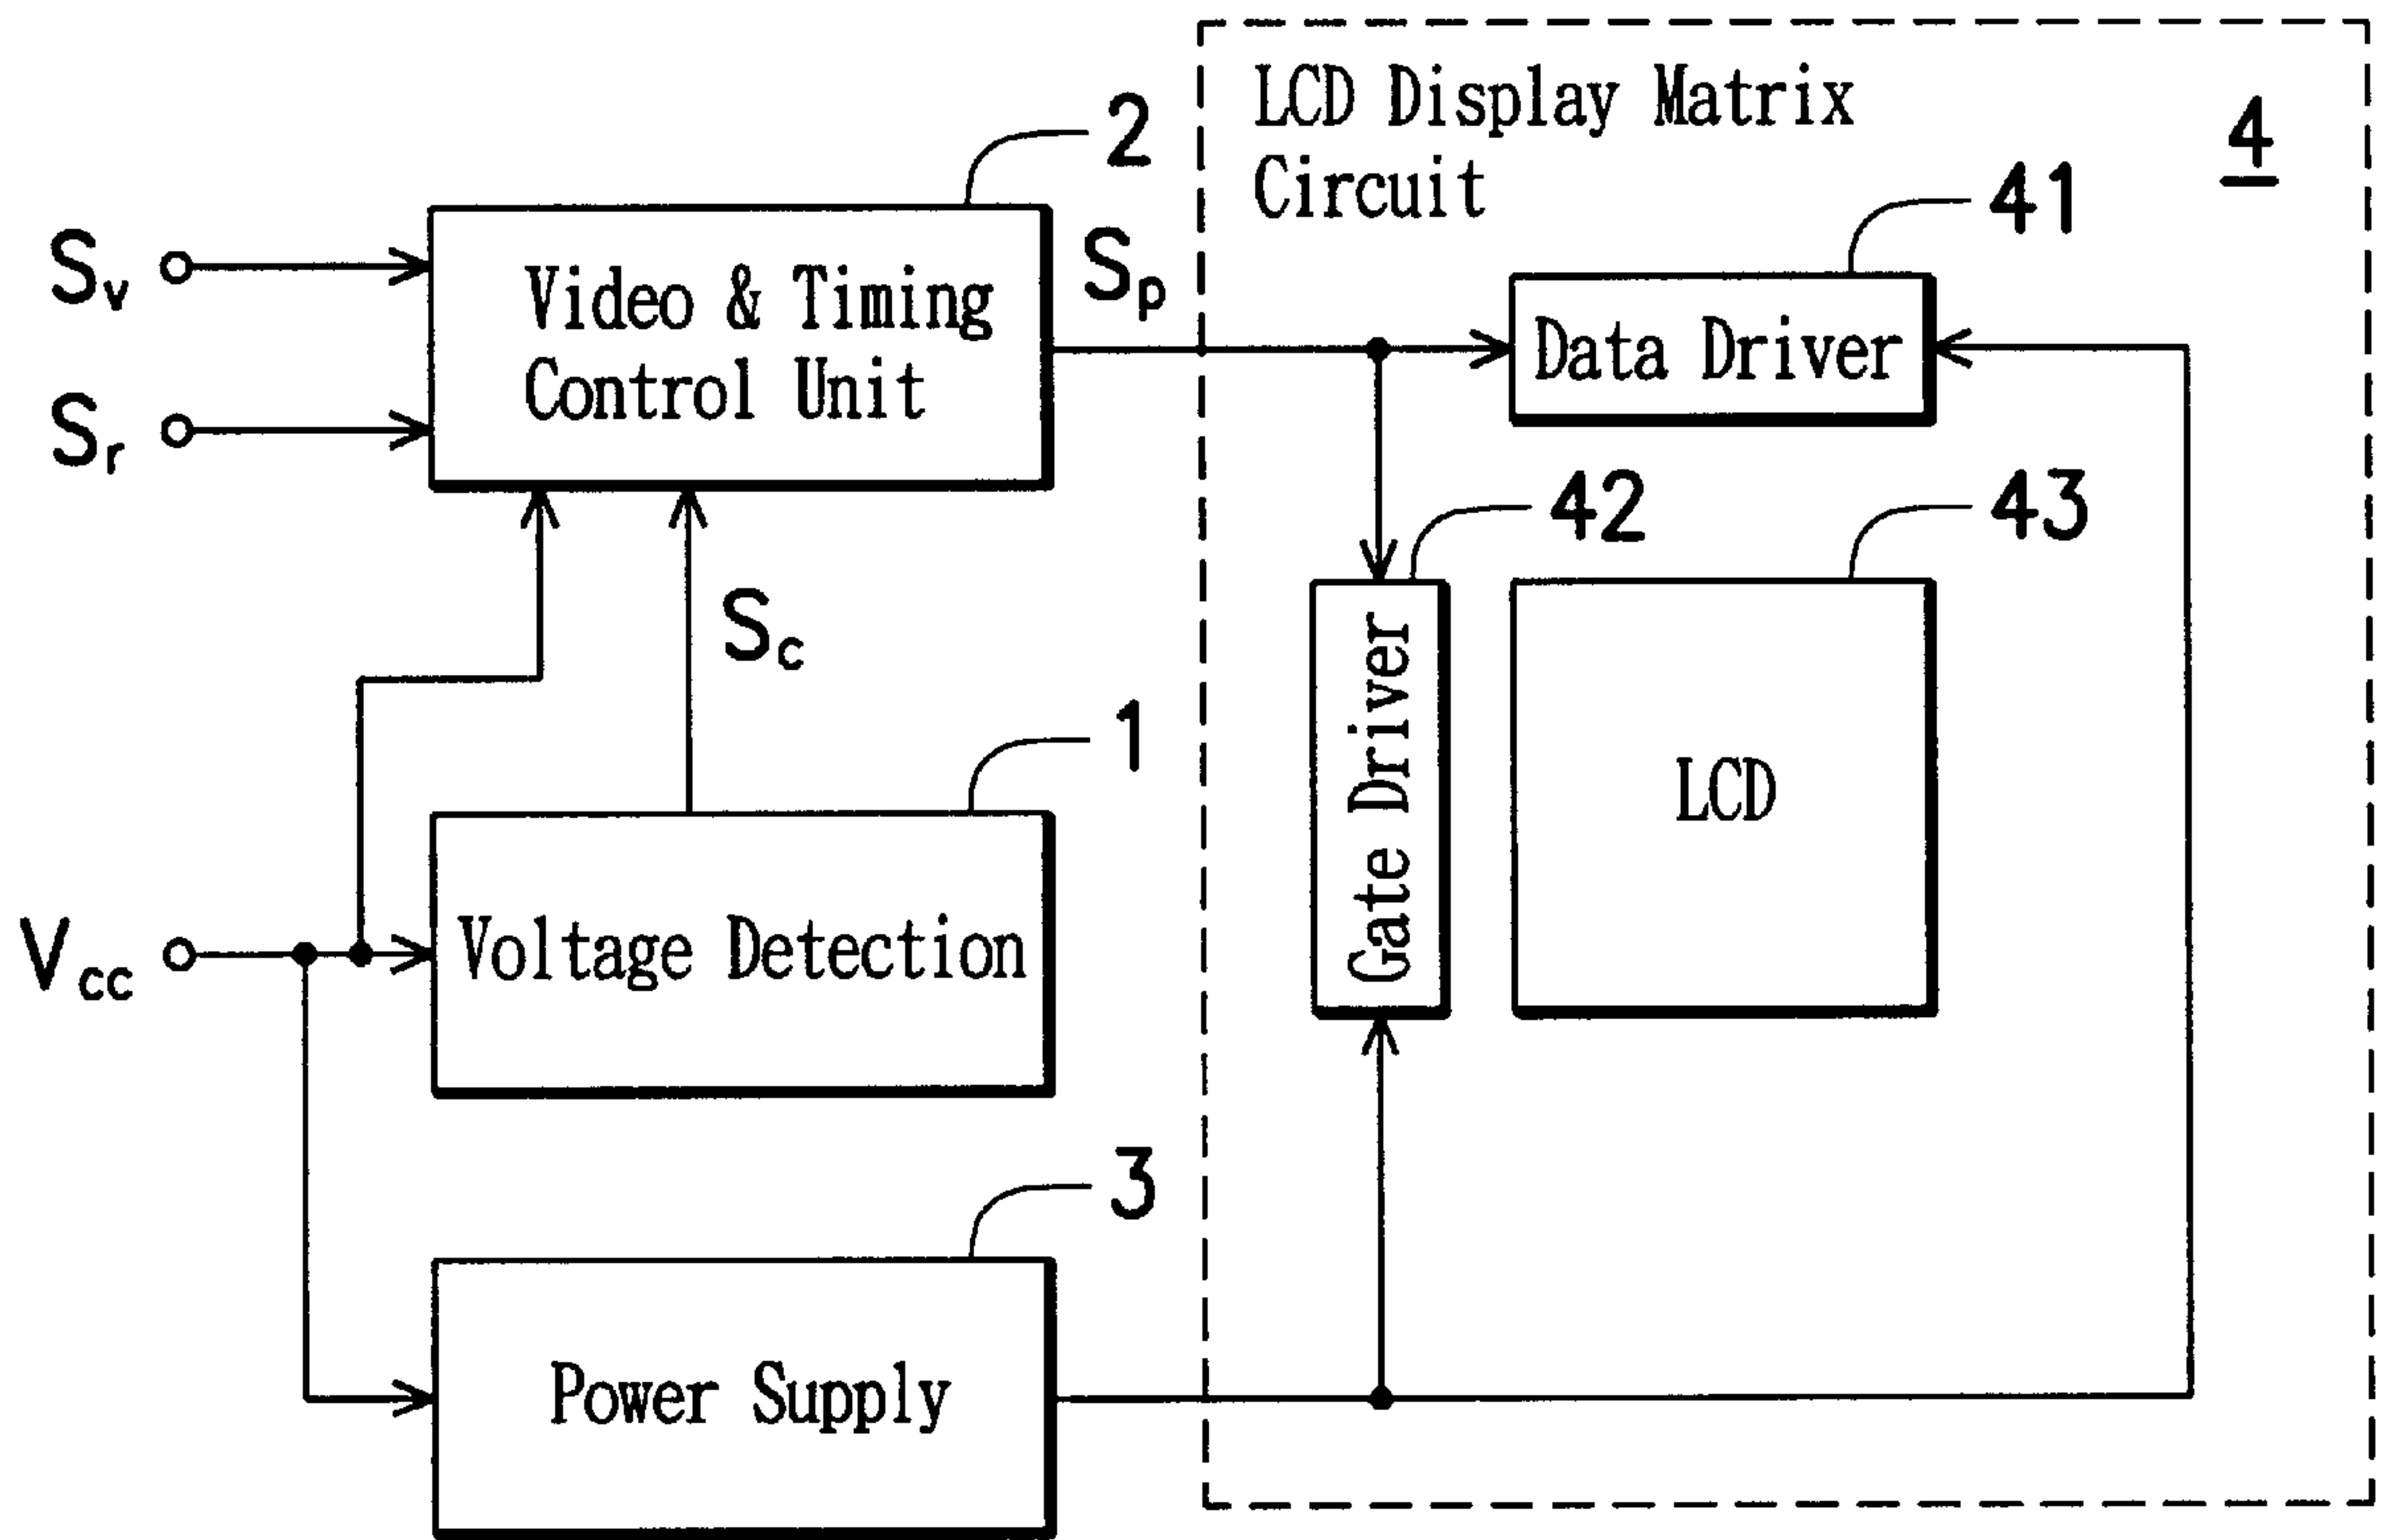 LCD Display Matrix
Circuit
4
2
41
Sv
Video & Timing
Control Unit
Sp
Data Driver
Sr
42
43
Sc
Gate Driver
LCD
1
Vcc
Voltage Detection
3
Power Supply